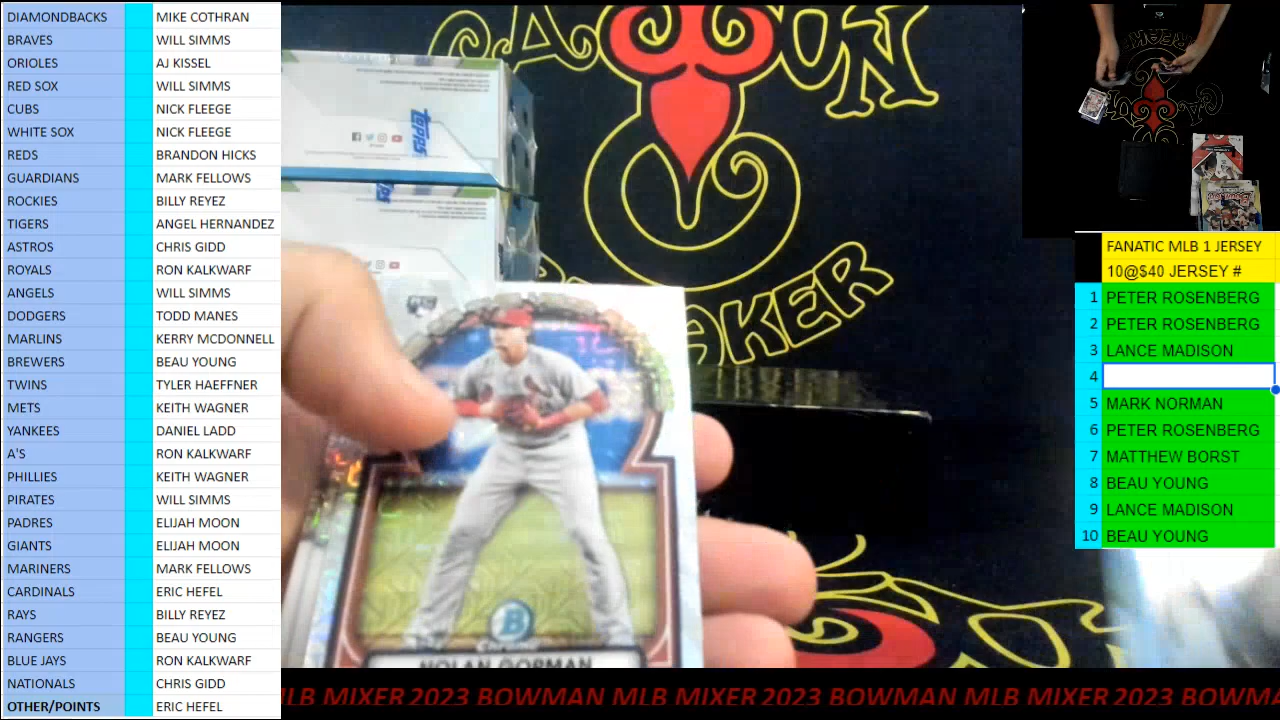 DIAMONDBACKS MIKE COTHRAN
BRAVES WILL SIMMS
ORIOLES AJ KISSEL
RED SOX WILL SIMMS
CUBS NICK FLEEGE
WHITE SOX NICK FLEEGE
REDS BRANDON HICKS
GUARDIANS MARK FELLOWS
ROCKIES BILLY REYEZ
ANGEL HERNANDEZ
ASTROS CHRIS GIDD
ROYALS RON KALKWARF
ANGELS WILL SIMMS
DODGERS TODD MANES
MARLINS KERRY MCDONNELL
BREWERS BEAU YOUNG
TWINS TYLER HAEFFNER
METS KEITH WAGNER
YANKEES DANIEL LADD
A'S RON KALKWARF
PHILLIES KEITH WAGNER
PIRATES WILL SIMMS
PADRES ELIJAH MOON
GIANTS ELIJAH MOON
MARINERS MARK FELLOWS
CARDINALS ERIC HEFEL
RAYS BILLY REYEZ
RANGERS BEAU YOUNG
BLUE JAYS RON KALKWARF
NATIONALS CHRIS GIDD
OTHER/POINTS ERIC HEFEL
topps
B
Chrome
NOLAN GORMAN
AKER
FANATIC MLB 1 JERSEY
10@$40 JERSEY #
1 PETER ROSENBERG
2 PETER ROSENBERG
3 LANCE MADISON
4
5 MARK NORMAN
6 PETER ROSENBERG
7 MATTHEW BORST
8 BEAU YOUNG
9 LANCE MADISON
10 BEAU YOUNG
MLB MIXER 2023 BOWMAN MLB MIXER 2023 BOWMAN MLB MIXER 2023 BOWMA